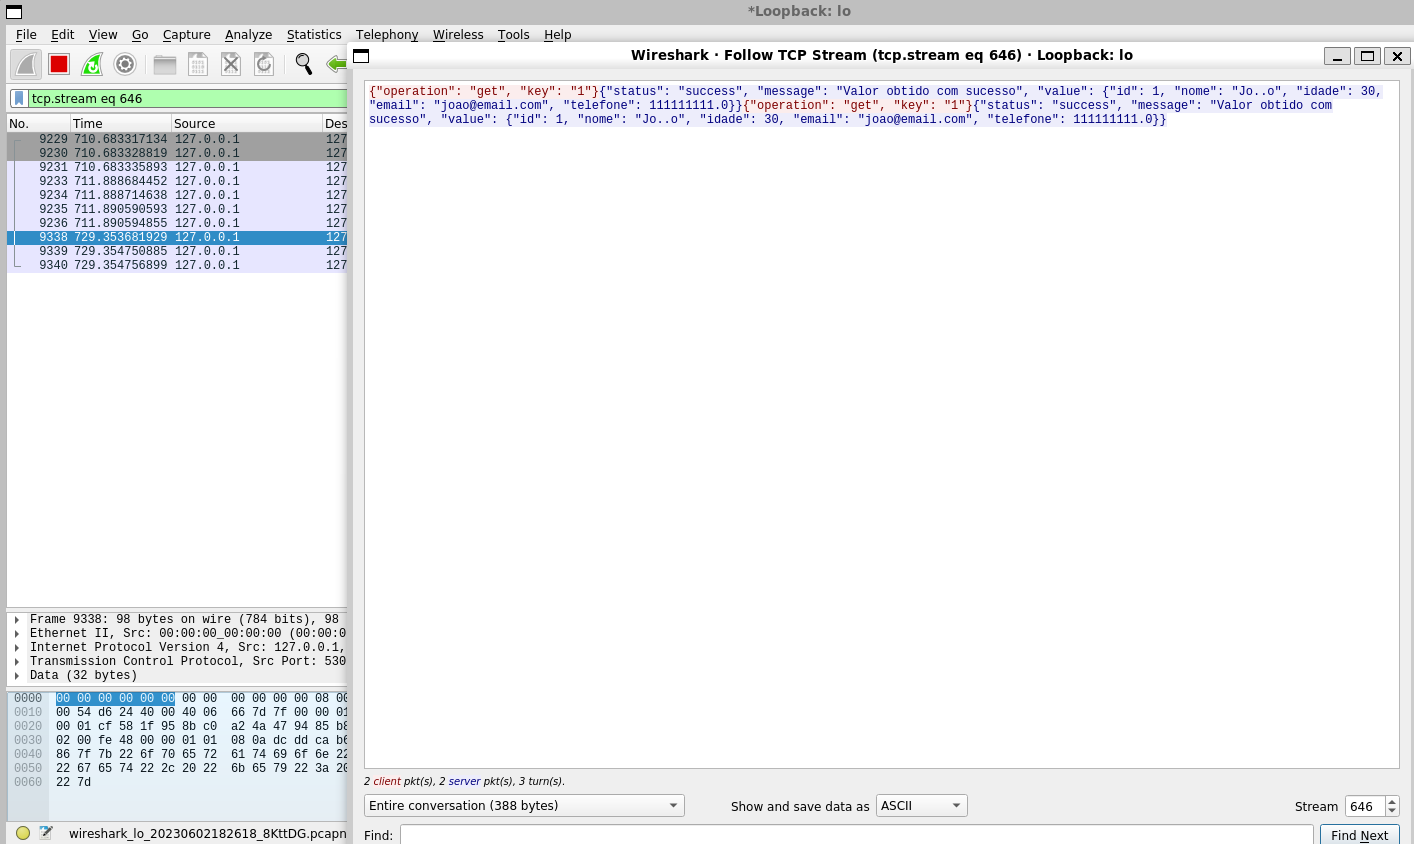 *Loopback: lo
File Edit View Go Capture Analyze Statistics Telephony Wireless Tools Help
tcp.stream eq 646
No. Time Source Des
9229 710.683317134 127.0.0.1 127
9230 710.683328819 127.0.0.1 127
9231 710.683335893 127.0.0.1 127
9233 711.888684452 127.0.0.1 127
9234 711.888714638 127.0.0.1 127
9235 711.890590593 127.0.0.1 127
9236 711.890594855 127.0.0.1 127
9338 729.353681929 127.0.0.1 127
9339 729.354750885 127.0.0.1 127
9340 729.354756899 127.0.0.1 127
Frame 9338: 98 bytes on wire (784 bits), 98
Ethernet II, Src: 00:00:00_00:00:00 (00:00:0
Internet Protocol Version 4, Src: 127.0.0.1,
Transmission Control Protocol, Src Port: 530
Data (32 bytes)
0000 00 00 00 00 00 00 00 00 00 00 00 00 08 00
0010 00 54 d6 24 40 00 40 06 66 7d 7f 00 00 01
0020 00 01 cf 58 1f 95 8b c0 a2 4a 47 94 85 b8
0030 02 00 fe 48 00 00 01 01 08 0a dc dd ca b6
0040 86 7f 7b 22 6f 70 65 72 61 74 69 6f 6e 22
0050 22 67 65 74 22 2c 20 22 6b 65 79 22 3a 20
0060 22 7d
wireshark_lo_20230602182618_8KttDG.pcapn
Wireshark · Follow TCP Stream (tcp.stream eq 646) · Loopback: lo
{"operation": "get", "key": "1"}{"status": "success", "message": "Valor obtido com sucesso", "value": {"id": 1, "nome": "Jo..o", "idade": 30,
"email": "joao@email.com", "telefone": 111111111.0}}{"operation": "get", "key": "1"}{"status": "success", "message": "Valor obtido com
sucesso", "value": {"id": 1, "nome": "Jo..o", "idade": 30, "email": "joao@email.com", "telefone": 111111111.0}}
2 client pkt(s), 2 server pkt(s), 3 turn(s).
Entire conversation (388 bytes) Show and save data as ASCII Stream 646
Find: Find Next